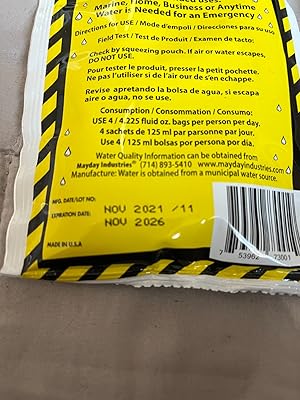 Marine, Home, Business or Anytime
Water is Needed for an Emergency
Directions for USE / Mode d'emploi / Direcciones para su uso
Field Test / Test de Produit / Examen de tactó:
Check by squeezing pouch. If air or water escapes,
DO NOT USE.
Pour tester le produit, presser la petit pochette.
Ne pas l'utiliser si de l'air our de s'en echape.
Revise apretando la bolsa de agua, si escapa
aire o agua, no se use.
Consumption / Consommation / Consumo:
USE 4 / 4.225 fluid oz. bags per person per day.
4 sachets de 125 ml par parsonne par jour.
Use 4 / 125 ml bolsas por persona por dia.
Water Quality Information can be obtained from
Mayday Industries® (714) 893-5410 www.maydayindustries.com
Manufacture: Water is obtained from a municipal water source.
MFG. DATE/LOT NO: NOV 2021 /11
EXPIRATION DATE: NOV 2026
MADE IN U.S.A
7 53962 73001